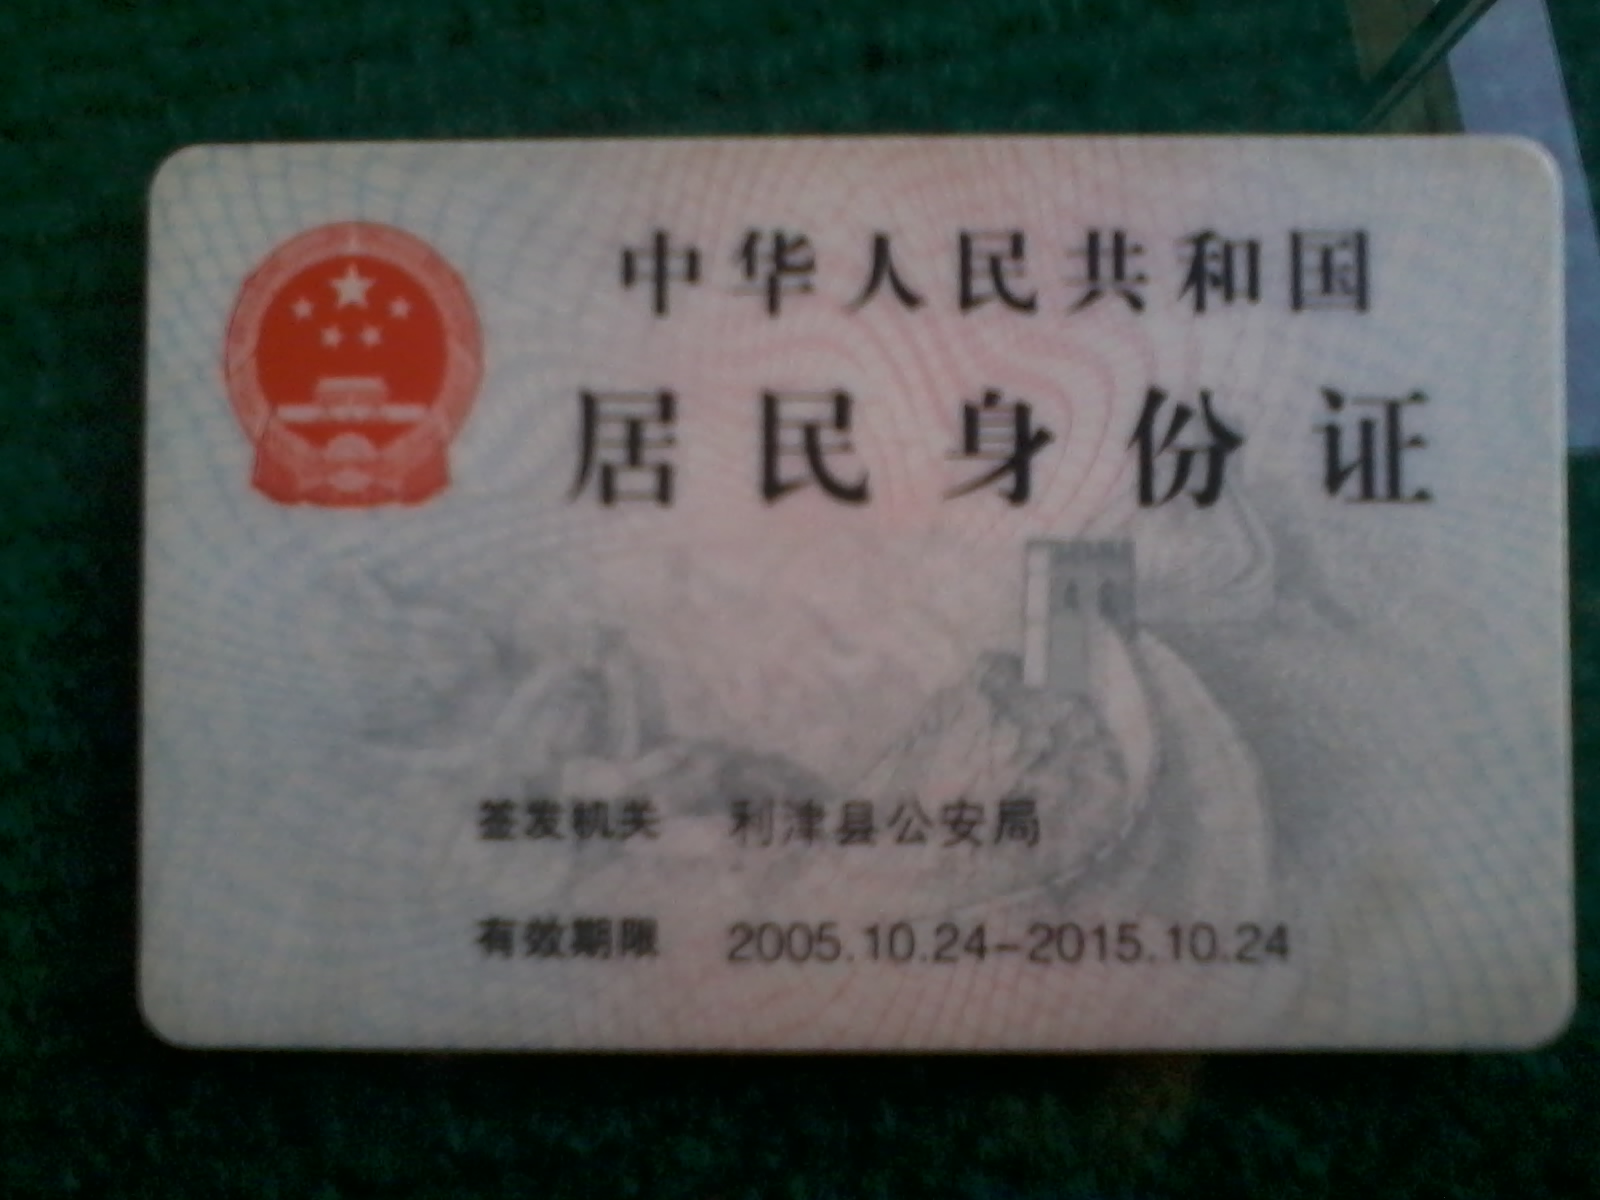 中华人民共和国
居民身份证
签发机关 利津县公安局
有效期限 2005.10.24-2015.10.24